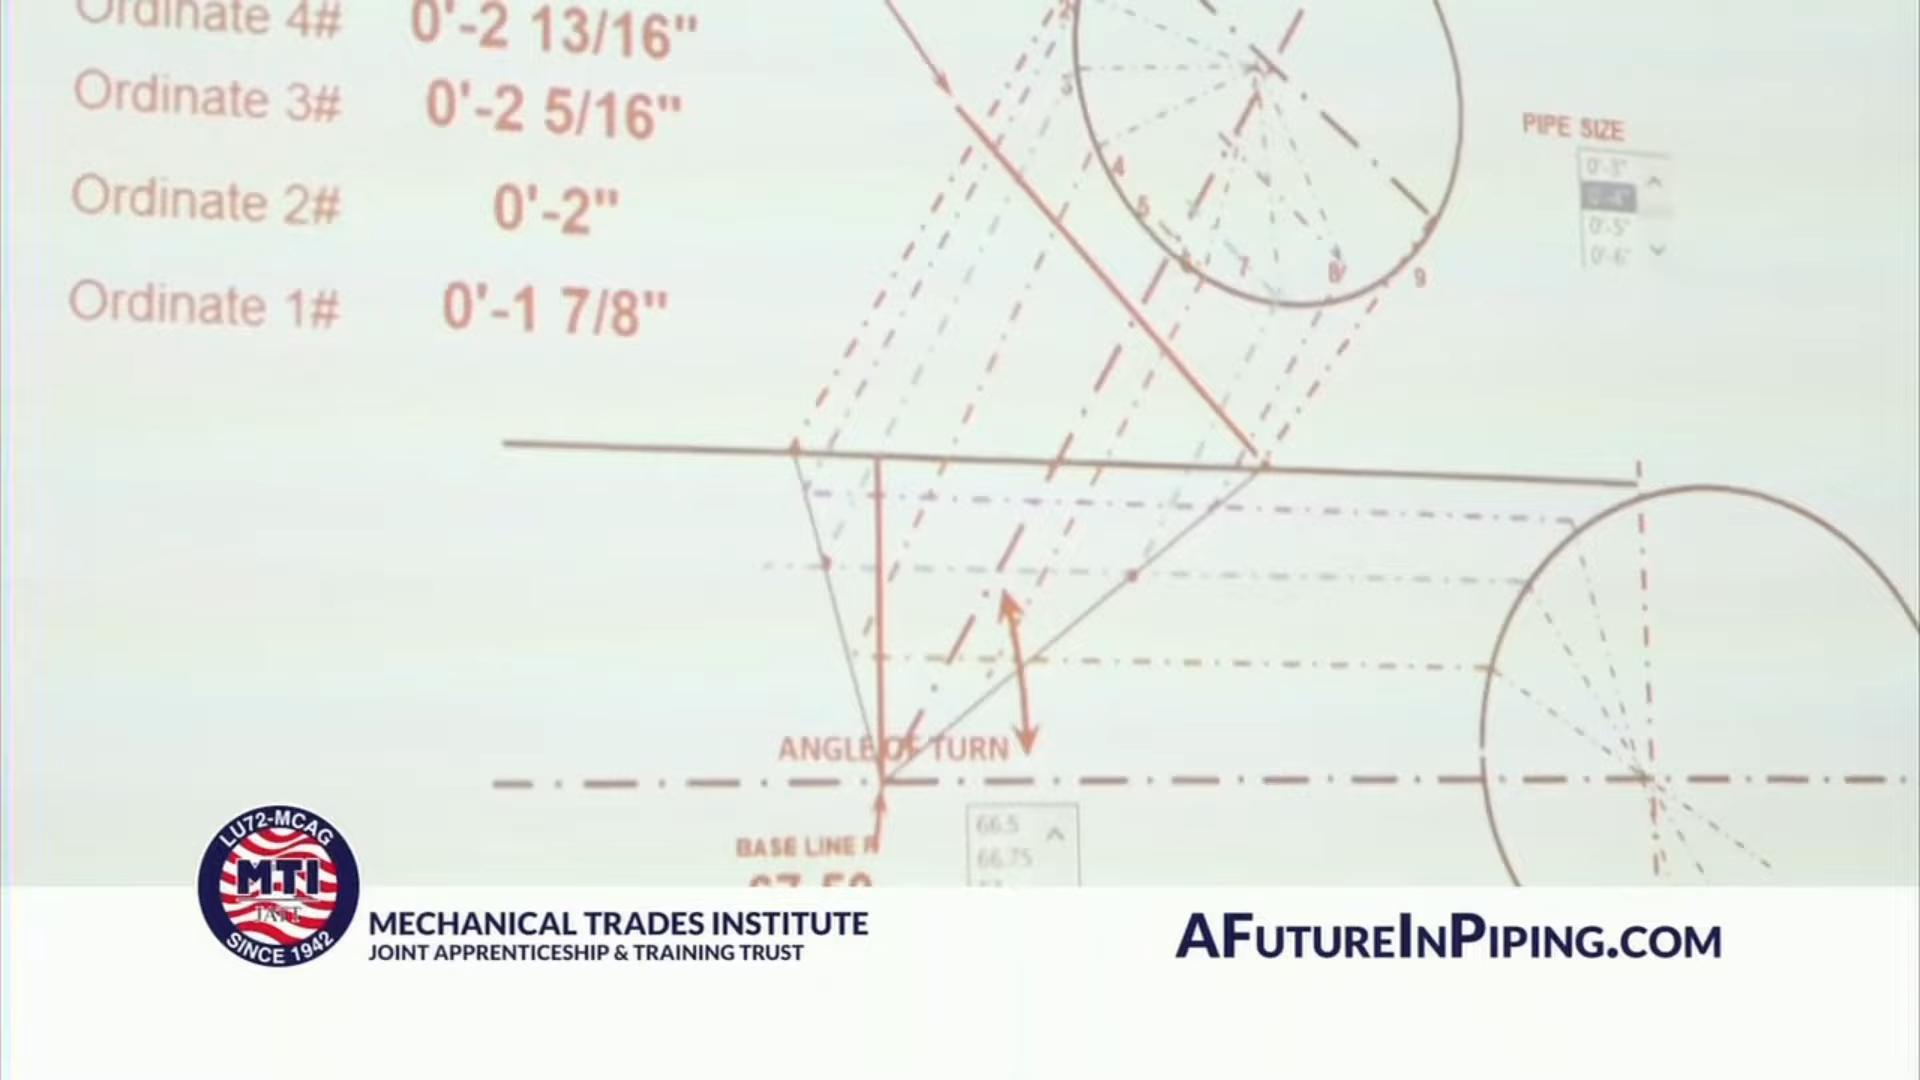 Ordinate 4# 0'-2 13/16"
Ordinate 3# 0'-2 5/16"
Ordinate 2# 0'-2"
Ordinate 1# 0'-1 7/8"
PIPE SIZE
0'-3"
0'-4"
0'-5"
0'-6"
2
3
4
5
6
7
8
9
ANGLE OF TURN
BASE LINE
66.5
66.75
LU72-MCAG
MTI
JATT
SINCE 1942
MECHANICAL TRADES INSTITUTE
JOINT APPRENTICESHIP & TRAINING TRUST
AFUTUREINPIPING.COM